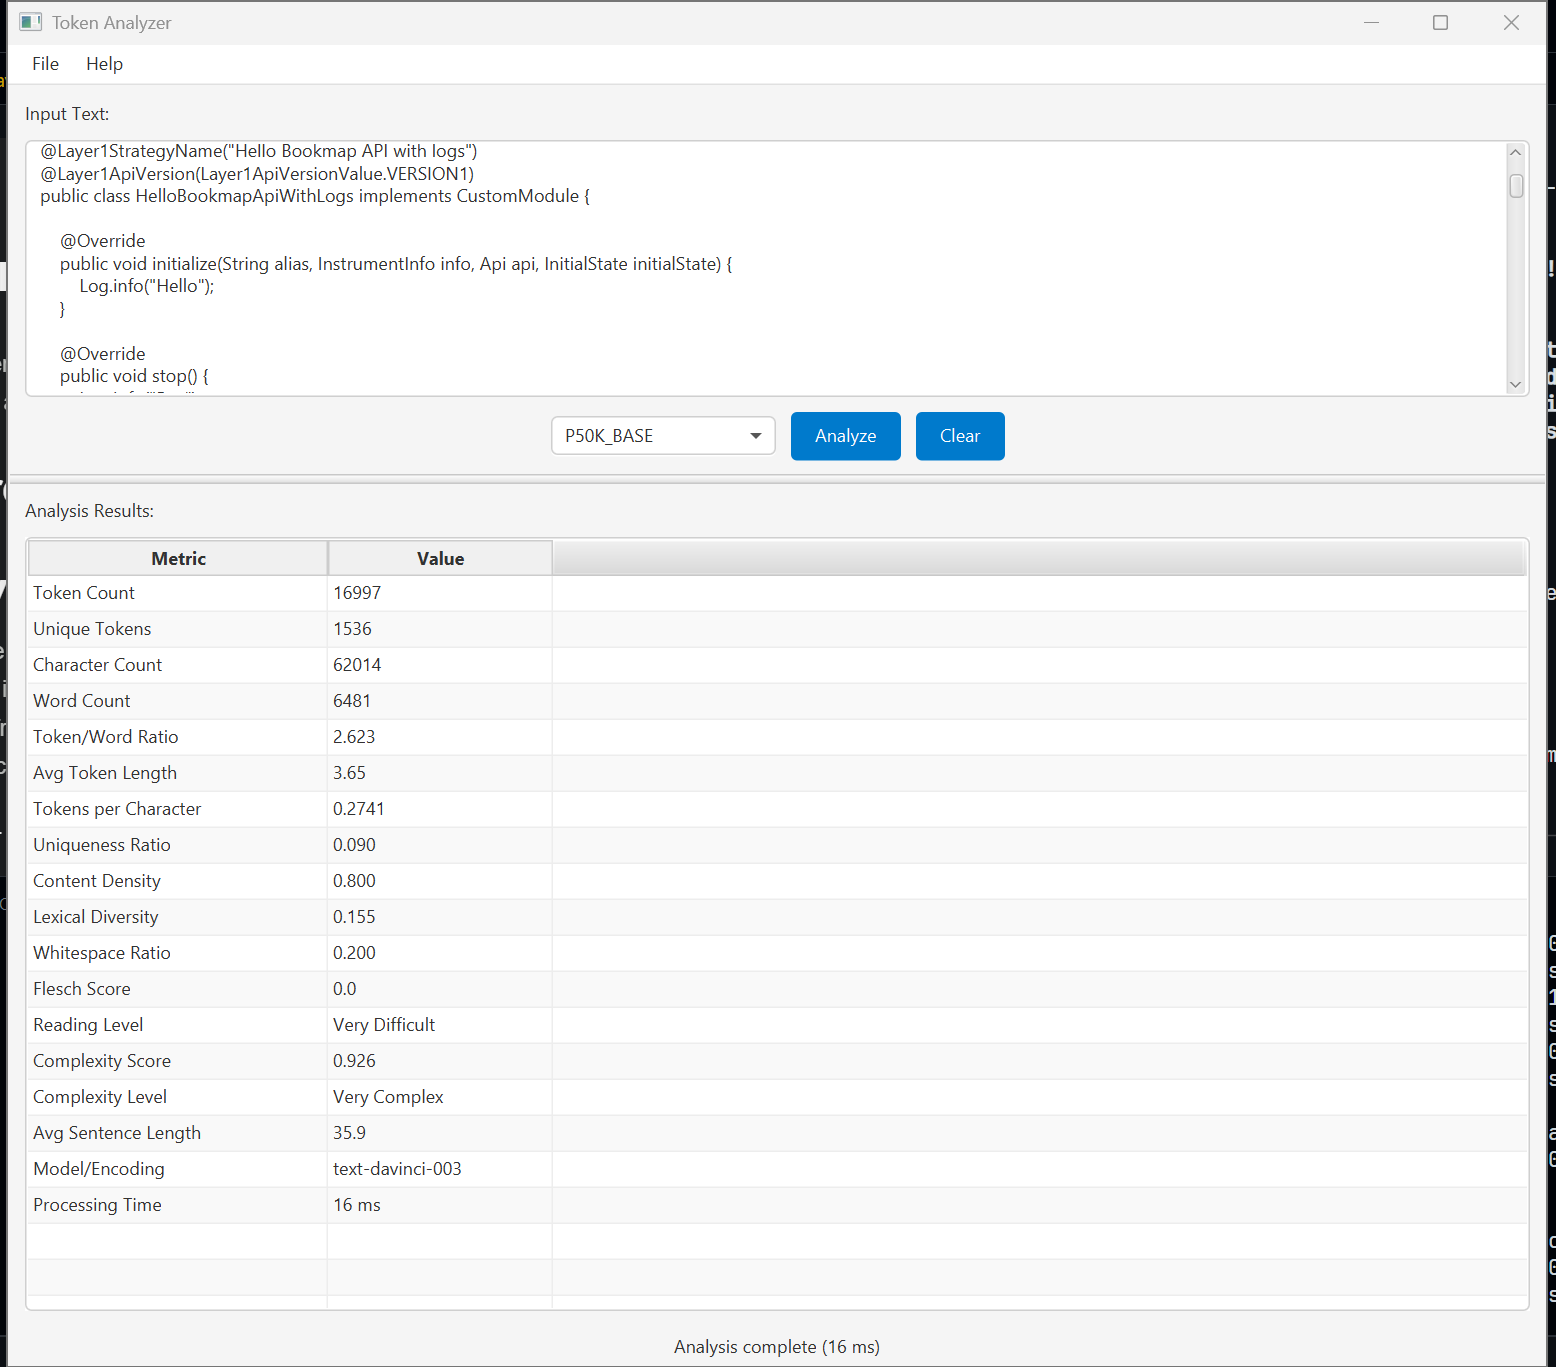 Token Analyzer
File Help
Input Text:
@Layer1StrategyName("Hello Bookmap API with logs")
@Layer1ApiVersion(Layer1ApiVersionValue.VERSION1)
public class HelloBookmapApiWithLogs implements CustomModule {
@Override
public void initialize(String alias, InstrumentInfo info, Api api, InitialState initialState) {
Log.info("Hello");
}
@Override
public void stop() {
P50K_BASE Analyze Clear
Analysis Results:
Metric Value
Token Count 16997
Unique Tokens 1536
Character Count 62014
Word Count 6481
Token/Word Ratio 2.623
Avg Token Length 3.65
Tokens per Character 0.2741
Uniqueness Ratio 0.090
Content Density 0.800
Lexical Diversity 0.155
Whitespace Ratio 0.200
Flesch Score 0.0
Reading Level Very Difficult
Complexity Score 0.926
Complexity Level Very Complex
Avg Sentence Length 35.9
Model/Encoding text-davinci-003
Processing Time 16 ms
Analysis complete (16 ms)